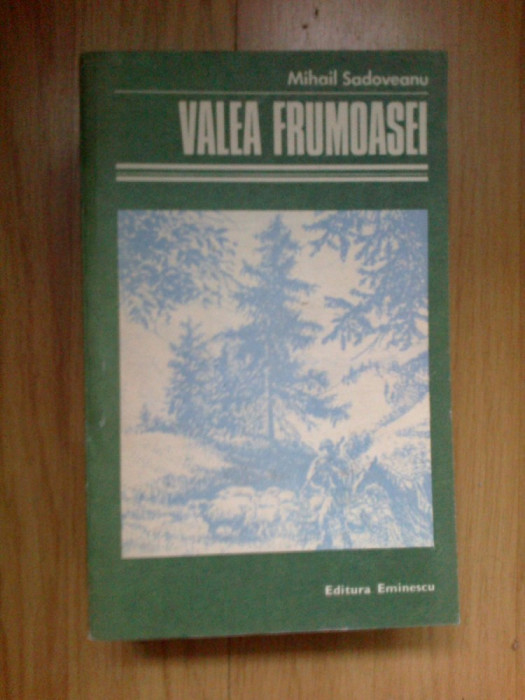 Mihail Sadoveanu
VALEA FRUMOASEI
Editura Eminescu